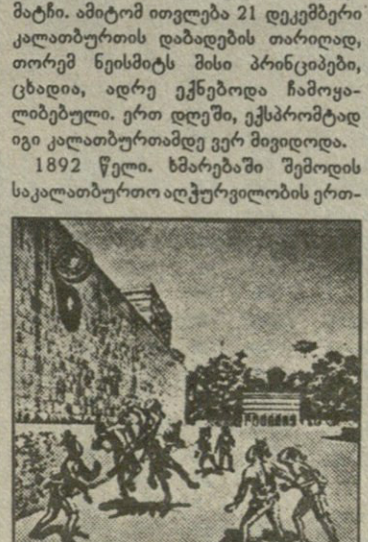 მატჩი. ამიტომ ითვლება 21 დეკემბერი
კალათბურთის დაბადების თარიღად,
თორემ ნეისმიტს მისი პრინციპები,
ცხადია, ადრე ექნებოდა ჩამოყა-
ლიბებული. ერთ დღეში, ექსპრომტად
იგი კალათბურთამდე ვერ მივიდოდა.
1892 წელი. ხმარებაში შემოდის
საკალათბურთო აღჭურვილობის ერთ-